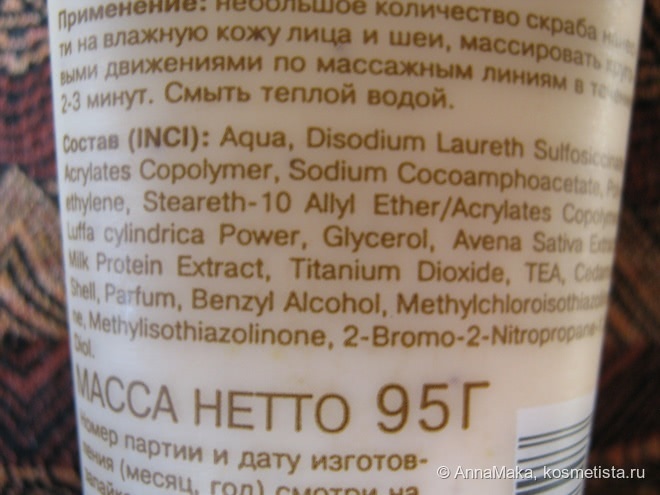 Применение: небольшое количество скраба
ти на влажную кожу лица и шеи, массировать
выми движениями по массажным линиям в
2-3 минут. Смыть теплой водой.
Состав (INCI): Aqua, Disodium Laureth
Acrylates Copolymer, Sodium Cocoamphoacetate,
ethylene, Steareth-10 Allyl Ether/Acrylates
Luffa cylindrica Power, Glycerol, Avena Sativa
Milk Protein Extract, Titanium Dioxide, TEA,
Shell, Parfum, Benzyl Alcohol,
ne, Methylisothiazolinone, 2-Bromo-2-Nitropropane-
Diol.
МАССА НЕТТО 95Г
номер партии и дату изготов-
ления (месяц, год) смотри на
© AnnaMaka, kosmetista.ru